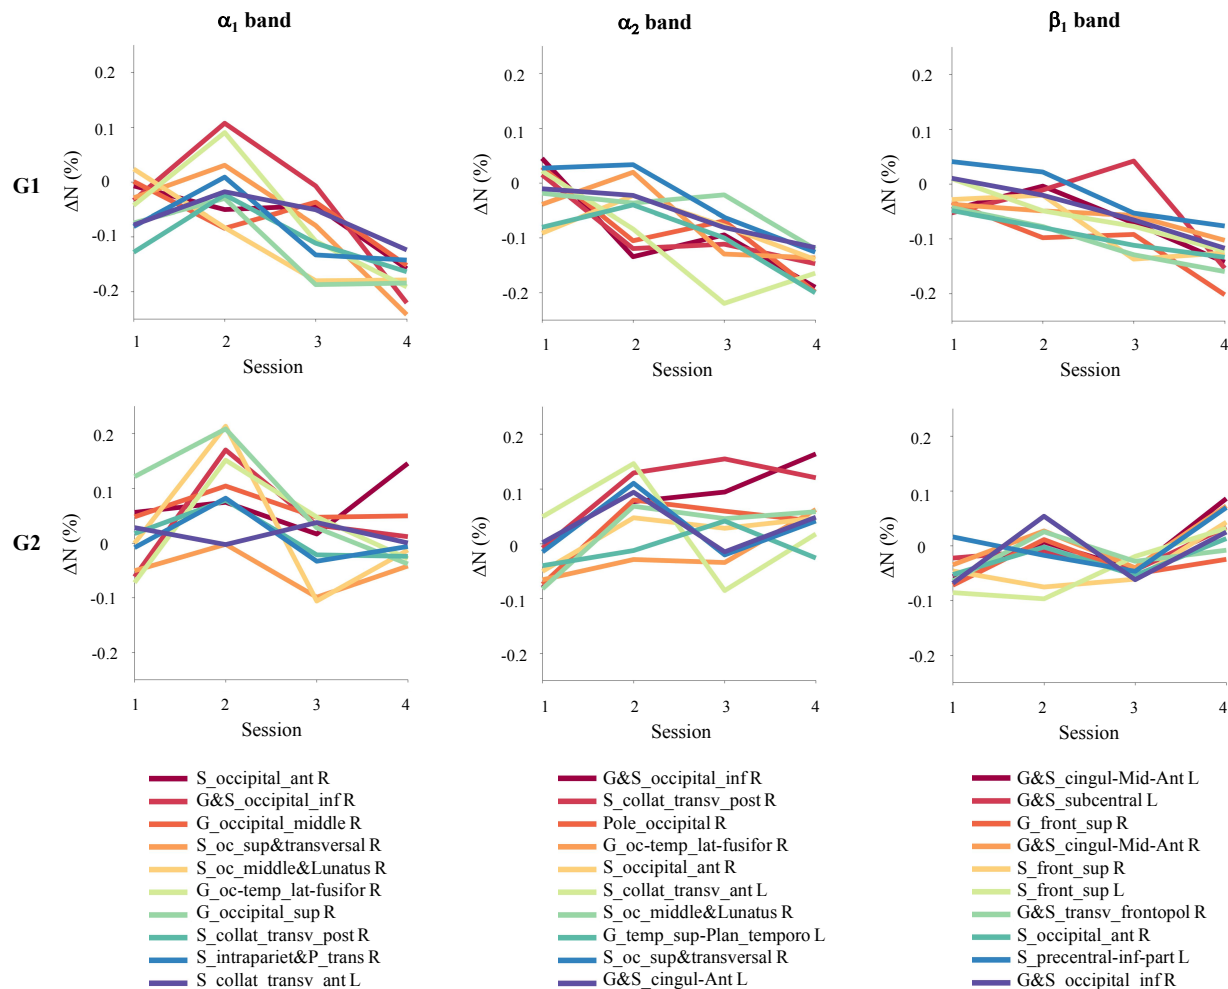 α1 band
α2 band
β1 band
G1
ΔN (%)
0.2
0.1
0
-0.1
-0.2
1 2 3 4
Session
ΔN (%)
0.2
0.1
0
-0.1
-0.2
1 2 3 4
Session
ΔN (%)
0.2
0.1
0
-0.1
-0.2
1 2 3 4
Session
G2
ΔN (%)
0.2
0.1
0
-0.1
-0.2
1 2 3 4
Session
ΔN (%)
0.2
0.1
0
-0.1
-0.2
1 2 3 4
Session
ΔN (%)
0.2
0.1
0
-0.1
-0.2
1 2 3 4
Session
S_occipital_ant R
G&S_occipital_inf R
G_occipital_middle R
S_oc_sup&transversal R
S_oc_middle&Lunatus R
G_oc-temp_lat-fusifor R
G_occipital_sup R
S_collat_transv_post R
S_intrapariet&P_trans R
S_collat_transv_ant L
G&S_occipital_inf R
S_collat_transv_post R
Pole_occipital R
G_oc-temp_lat-fusifor R
S_occipital_ant R
S_collat_transv_ant L
S_oc_middle&Lunatus R
G_temp_sup-Plan_temporo L
S_oc_sup&transversal R
G&S_cingul-Ant L
G&S_cingul-Mid-Ant L
G&S_subcentral L
G_front_sup R
G&S_cingul-Mid-Ant R
S_front_sup R
S_front_sup L
G&S_transv_frontopol R
S_occipital_ant R
S_precentral-inf-part L
G&S_occipital_inf R